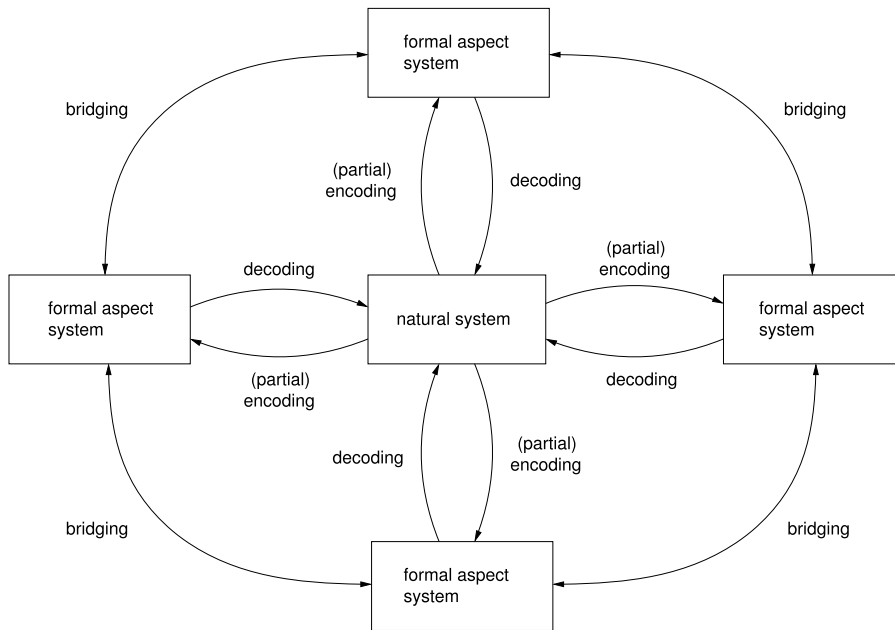 formal aspect
system
bridging
bridging
(partial)
encoding
decoding
(partial)
encoding
decoding
formal aspect
system
natural system
formal aspect
system
(partial)
encoding
decoding
decoding
(partial)
encoding
bridging
bridging
formal aspect
system